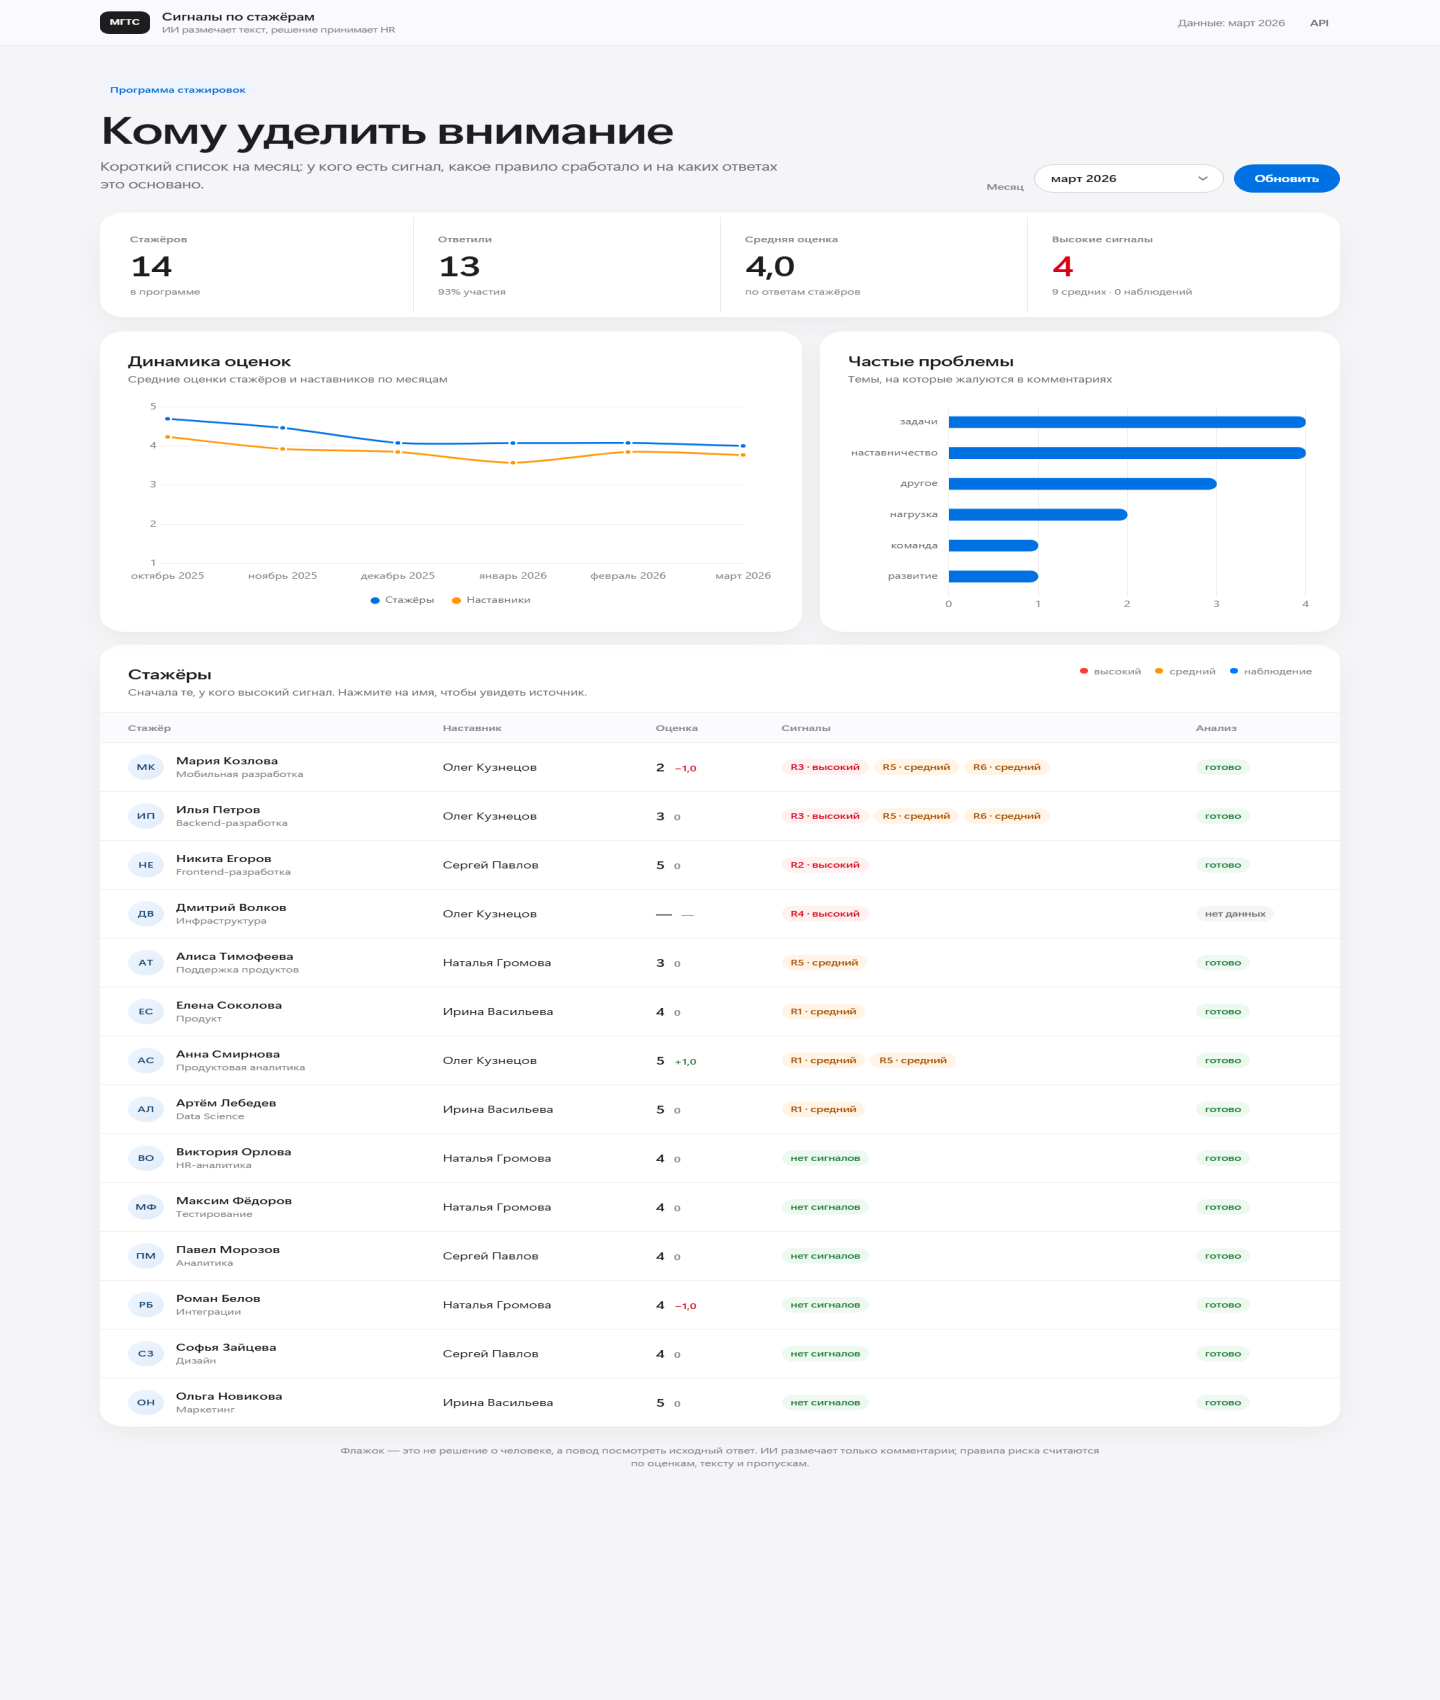 МГТС
Сигналы по стажёрам
ИИ размечает текст, решение принимает HR
Данные: март 2026
API
Программа стажировок
Кому уделить внимание
Короткий список на месяц: у кого есть сигнал, какое правило сработало и на каких ответах
это основано.
Месяц
март 2026
Обновить
Стажёров
14
в программе
Ответили
13
93% участия
Средняя оценка
4,0
по ответам стажёров
Высокие сигналы
4
9 средних · 0 наблюдений
Динамика оценок
Средние оценки стажёров и наставников по месяцам
5
4
3
2
1
октябрь 2025
ноябрь 2025
декабрь 2025
январь 2026
февраль 2026
март 2026
Стажёры
Наставники
Частые проблемы
Темы, на которые жалуются в комментариях
задачи
наставничество
другое
нагрузка
команда
развитие
0
1
2
3
4
Стажёры
Сначала те, у кого высокий сигнал. Нажмите на имя, чтобы увидеть источник.
высокий
средний
наблюдение
Стажёр Наставник Оценка Сигналы Анализ
МК Мария Козлова Олег Кузнецов 2 −1,0 R3 · высокий R5 · средний R6 · средний готово
Мобильная разработка
ИП Илья Петров Олег Кузнецов 3 0 R3 · высокий R5 · средний R6 · средний готово
Backend-разработка
НЕ Никита Егоров Сергей Павлов 5 0 R2 · высокий готово
Frontend-разработка
ДВ Дмитрий Волков Олег Кузнецов — — R4 · высокий нет данных
Инфраструктура
АТ Алиса Тимофеева Наталья Громова 3 0 R5 · средний готово
Поддержка продуктов
ЕС Елена Соколова Ирина Васильева 4 0 R1 · средний готово
Продукт
АС Анна Смирнова Олег Кузнецов 5 +1,0 R1 · средний R5 · средний готово
Продуктовая аналитика
АЛ Артём Лебедев Ирина Васильева 5 0 R1 · средний готово
Data Science
ВО Виктория Орлова Наталья Громова 4 0 нет сигналов готово
HR-аналитика
МФ Максим Фёдоров Наталья Громова 4 0 нет сигналов готово
Тестирование
ПМ Павел Морозов Сергей Павлов 4 0 нет сигналов готово
Аналитика
РБ Роман Белов Наталья Громова 4 −1,0 нет сигналов готово
Интеграции
СЗ Софья Зайцева Сергей Павлов 4 0 нет сигналов готово
Дизайн
ОН Ольга Новикова Ирина Васильева 5 0 нет сигналов готово
Маркетинг
Флажок — это не решение о человеке, а повод посмотреть исходный ответ. ИИ размечает только комментарии; правила риска считаются
по оценкам, тексту и пропускам.